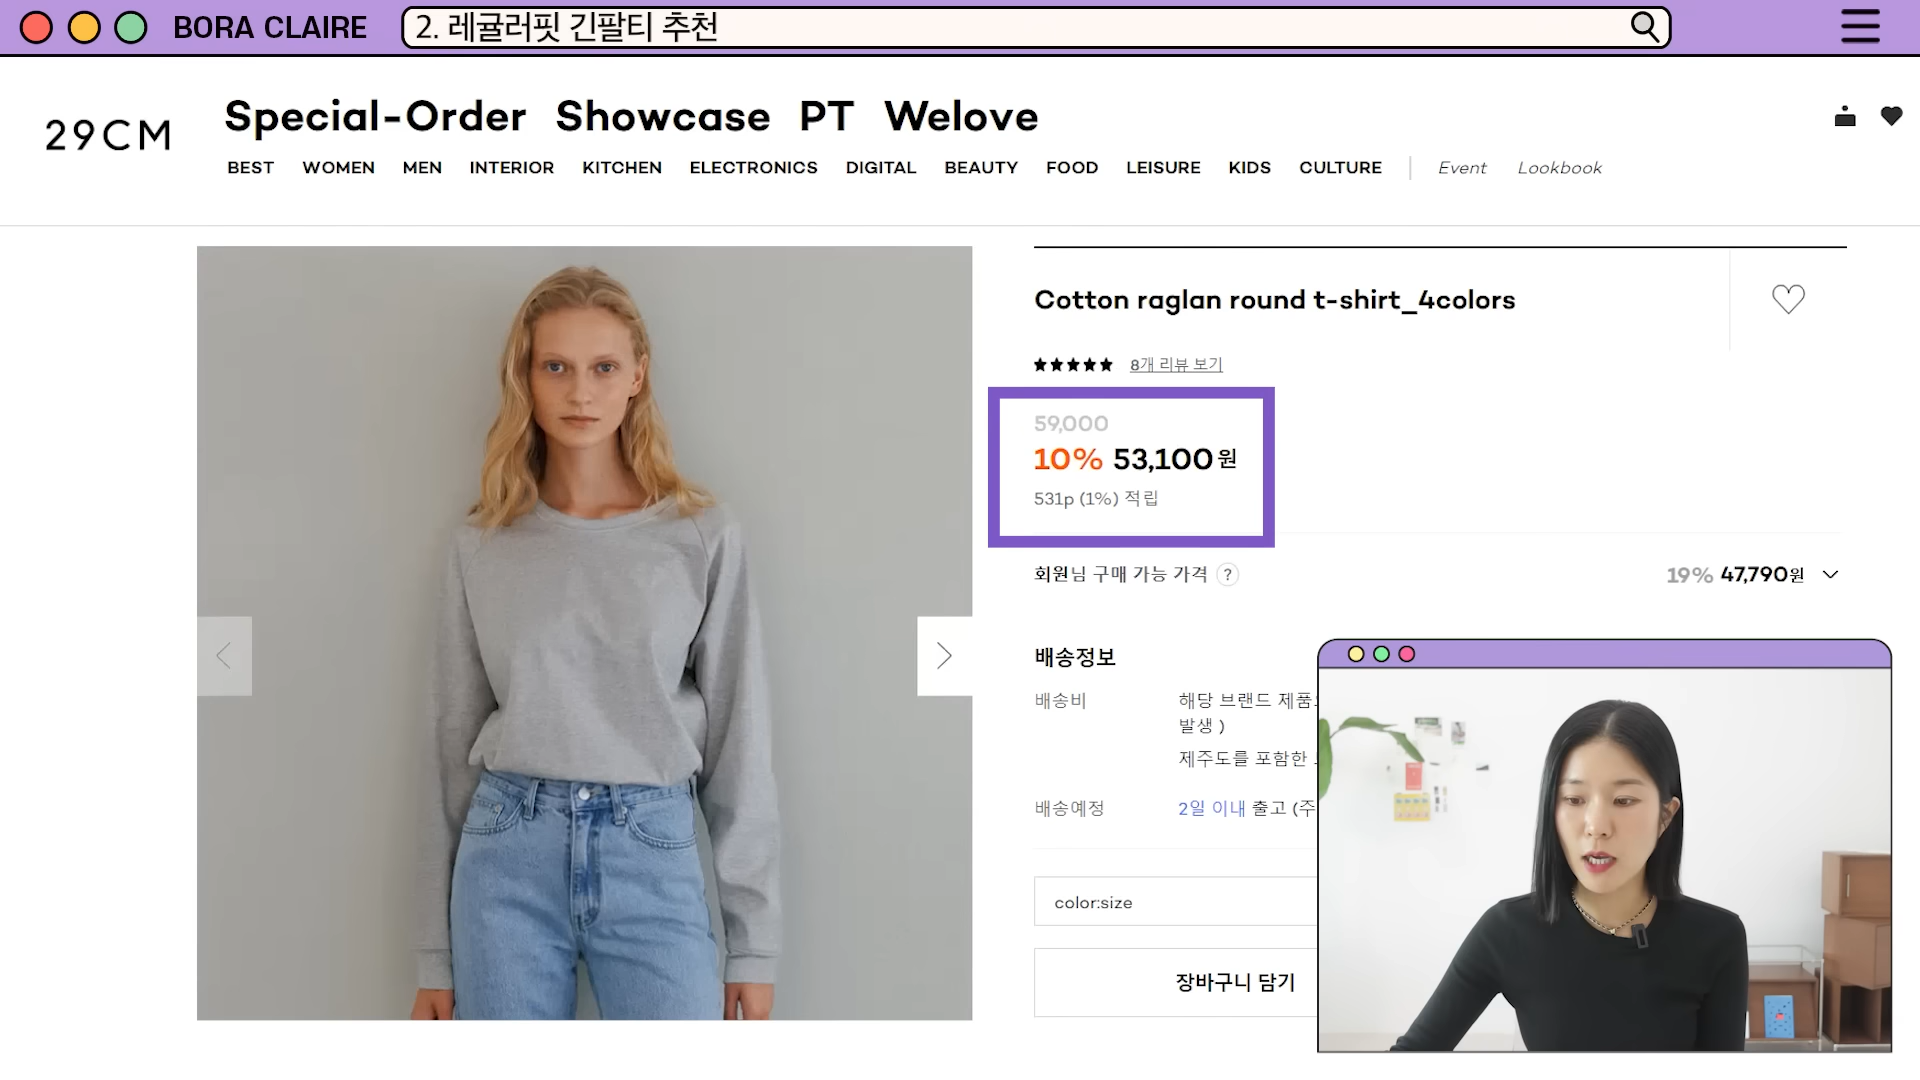 BORA CLAIRE
2. 레귤러핏 긴팔티 추천
29CM
Special-Order Showcase PT Welove
BEST WOMEN MEN INTERIOR KITCHEN ELECTRONICS DIGITAL BEAUTY FOOD LEISURE KIDS CULTURE Event Lookbook
Cotton raglan round t-shirt_4colors
8개 리뷰 보기
59,000
10% 53,100원
531p (1%) 적립
회원님 구매 가능 가격 ?
19% 47,790원
배송정보
배송비 해당 브랜드 제품
발생 )
제주도를 포함한
배송예정 2일 이내 출고 (주
color:size
장바구니 담기